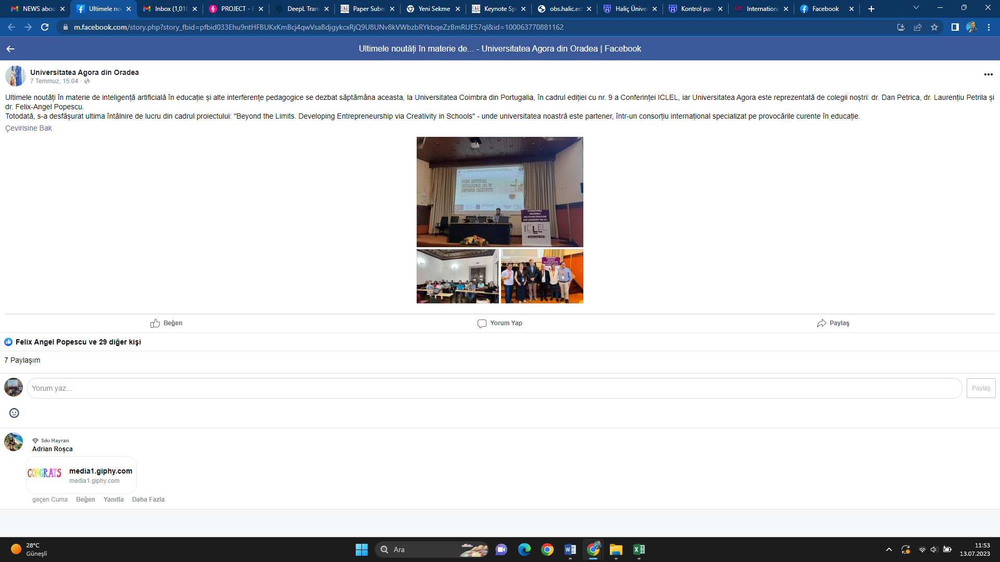 NEWS abou
Ultimele no
Inbox (1,010
PROJECT - E
DeepL Tran
Paper Subm
Yeni Sekme
Keynote Sp
obs.halic.ed
Haliç Üniver
Kontrol pan
DP Internationa
Facebook
m.facebook.com/story.php?story_fbid=pfbid033Ehu9ntHFBUKxKmBcj4qwVsaBdjgykcxRjQ9U8UNv8kVWbzbRYkbqeZzBmRUE57ql&id=100063770881162
Ultimele noutăți în materie de... - Universitatea Agora din Oradea | Facebook
Universitatea Agora din Oradea
7 Temmuz, 15:04 ·
Ultimele noutăți în materie de inteligență artificială în educație și alte interferențe pedagogice se dezbat săptămâna aceasta, la Universitatea Coimbra din Portugalia, în cadrul ediției cu nr. 9 a Conferinței ICLEL, iar Universitatea Agora este reprezentată de colegii noștri: dr. Dan Petrica, dr. Laurențiu Petrila și
dr. Felix-Angel Popescu.
Totodată, s-a desfășurat ultima întâlnire de lucru din cadrul proiectului: "Beyond the Limits. Developing Entrepreneurship via Creativity in Schools" - unde universitatea noastră este partener, într-un consorțiu internațional specializat pe provocările curente în educație.
Çevirisine Bak
USING ARTIFICIAL
INTELLIGENCE (AI) TO
EMPOWER CREATIVITY
INTERNATIONAL
CONFERENCE
ON LIFELONG EDUCATION
AND LEADERSHIP FOR ALL
ICLEL
Beğen
Yorum Yap
Paylaş
Felix Angel Popescu ve 29 diğer kişi
7 Paylaşım
Yorum yaz...
Paylaş
Sıkı Hayran
Adrian Roșca
CONGRATS
media1.giphy.com
media1.giphy.com
geçen Cuma Beğen Yanıtla Daha Fazla
28°C
Güneşli
Ara
11:53
13.07.2023